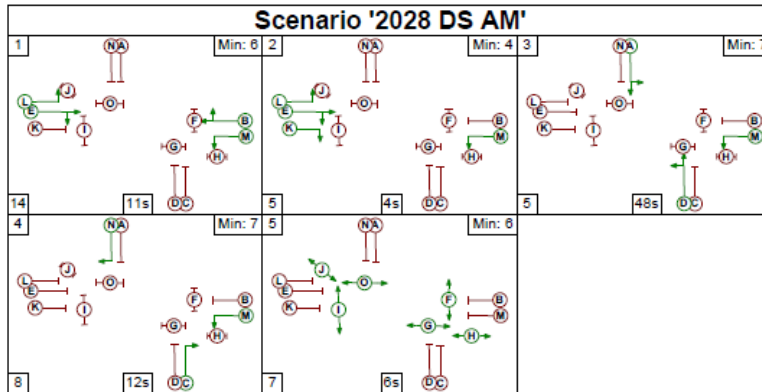 Scenario '2028 DS AM'
1 N A Min: 6
L J
E O
K I
F B
M
G H
14 11s D C
2 N A Min: 4
L J
E O
K I
F B
M
G H
5 4s D C
3 N A Min: 7
L J
E O
K I
F B
M
G H
5 48s D C
4 N A Min: 7
L J
E O
K I
F B
M
G H
8 12s D C
5 N A Min: 6
L J
E O
K I
F B
M
G H
7 6s D C